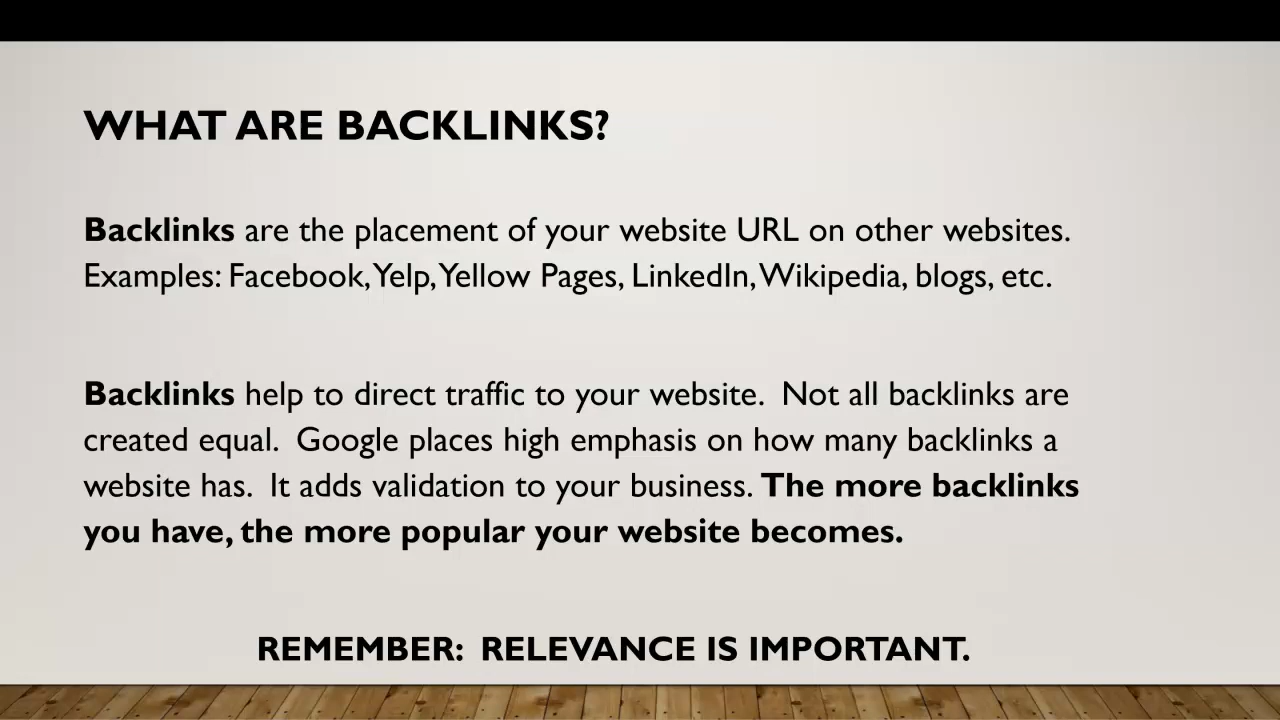 WHAT ARE BACKLINKS?
Backlinks are the placement of your website URL on other websites.
Examples: Facebook, Yelp, Yellow Pages, LinkedIn, Wikipedia, blogs, etc.
Backlinks help to direct traffic to your website.  Not all backlinks are
created equal.  Google places high emphasis on how many backlinks a
website has.  It adds validation to your business. The more backlinks
you have, the more popular your website becomes.
REMEMBER:  RELEVANCE IS IMPORTANT.